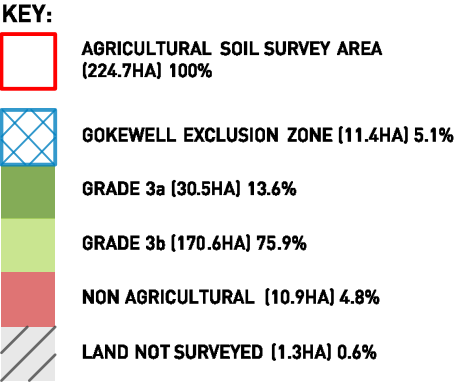 KEY:
AGRICULTURAL SOIL SURVEY AREA
(224.7HA) 100%
GOKEWELL EXCLUSION ZONE (11.4HA) 5.1%
GRADE 3a (30.5HA) 13.6%
GRADE 3b (170.6HA) 75.9%
NON AGRICULTURAL (10.9HA) 4.8%
LAND NOT SURVEYED (1.3HA) 0.6%